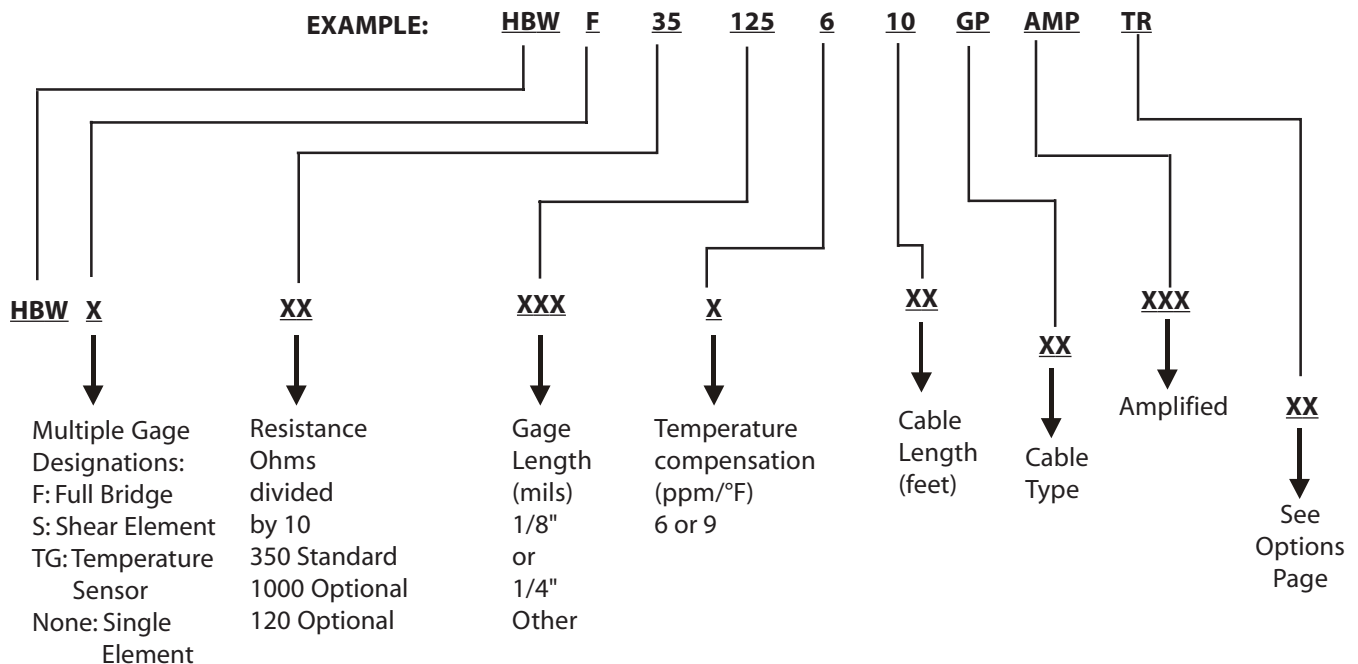 EXAMPLE: HBW F 35 125 6 10 GP AMP TR
HBW X XX XXX X XX XX XXX XX
Multiple Gage
Designations:
F: Full Bridge
S: Shear Element
TG: Temperature
Sensor
None: Single
Element
Resistance
Ohms
divided
by 10
350 Standard
1000 Optional
120 Optional
Gage
Length
(mils)
1/8"
or
1/4"
Other
Temperature
compensation
(ppm/°F)
6 or 9
Cable
Length
(feet)
Cable
Type
Amplified
See
Options
Page